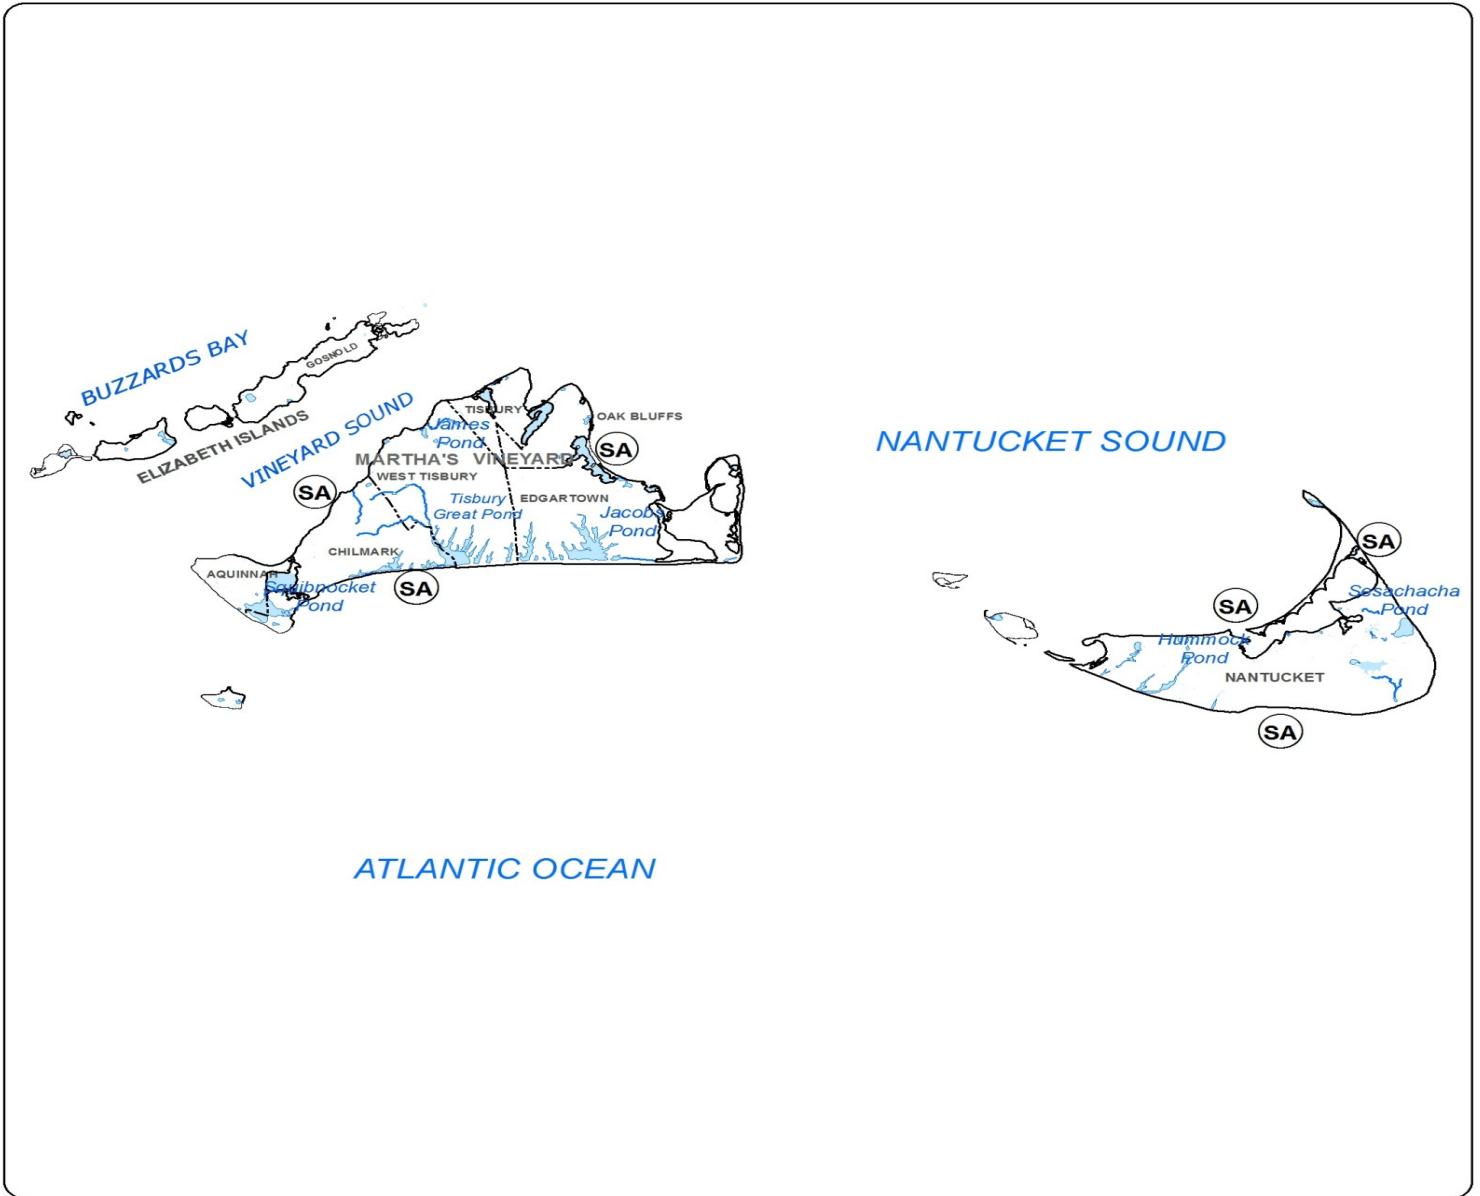 BUZZARDS BAY
GOSNOLD
ELIZABETH ISLANDS
VINEYARD SOUND
TISBURY
OAK BLUFFS
James
Pond
SA
MARTHA'S VINEYARD
WEST TISBURY
SA
Tisbury
Great Pond
EDGARTOWN
Jacobs
Pond
CHILMARK
AQUINNAH
Squibnocket
Pond
SA
NANTUCKET SOUND
SA
Sesachacha
Pond
SA
Hummock
Pond
NANTUCKET
SA
ATLANTIC OCEAN